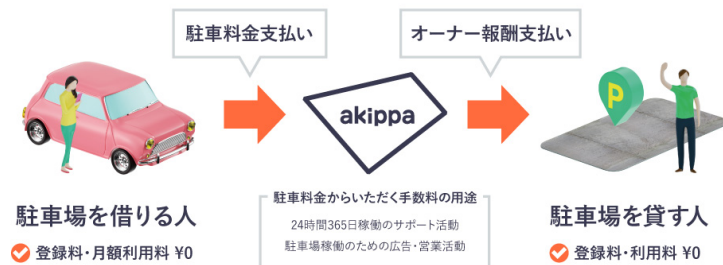 駐車料金支払い
オーナー報酬支払い
akippa
P
駐車場を借りる人
登録料・月額利用料 ¥0
駐車料金からいただく手数料の用途
24時間365日稼働のサポート活動
駐車場稼働のための広告・営業活動
駐車場を貸す人
登録料・利用料 ¥0